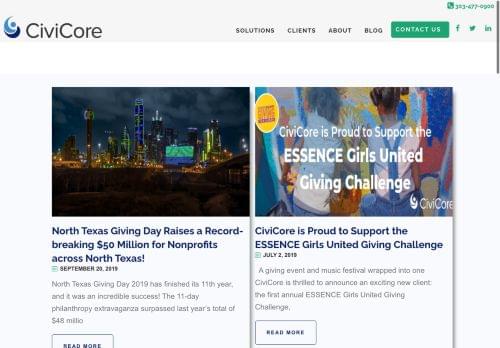 303-477-0900
CiviCore
SOLUTIONS CLIENTS ABOUT BLOG CONTACT US
GIVING
CiviCore is Proud to Support the
ESSENCE Girls United
Giving Challenge
CiviCore
North Texas Giving Day Raises a Record-
breaking $50 Million for Nonprofits
across North Texas!
SEPTEMBER 20, 2019
North Texas Giving Day 2019 has finished its 11th year,
and it was an incredible success! The 11-day
philanthropy extravaganza surpassed last year's total of
$48 millio
READ MORE
CiviCore is Proud to Support the
ESSENCE Girls United Giving Challenge
JULY 2, 2019
A giving event and music festival wrapped into one
CiviCore is thrilled to announce an exciting new client:
the first annual ESSENCE Girls United Giving
Challenge,
READ MORE